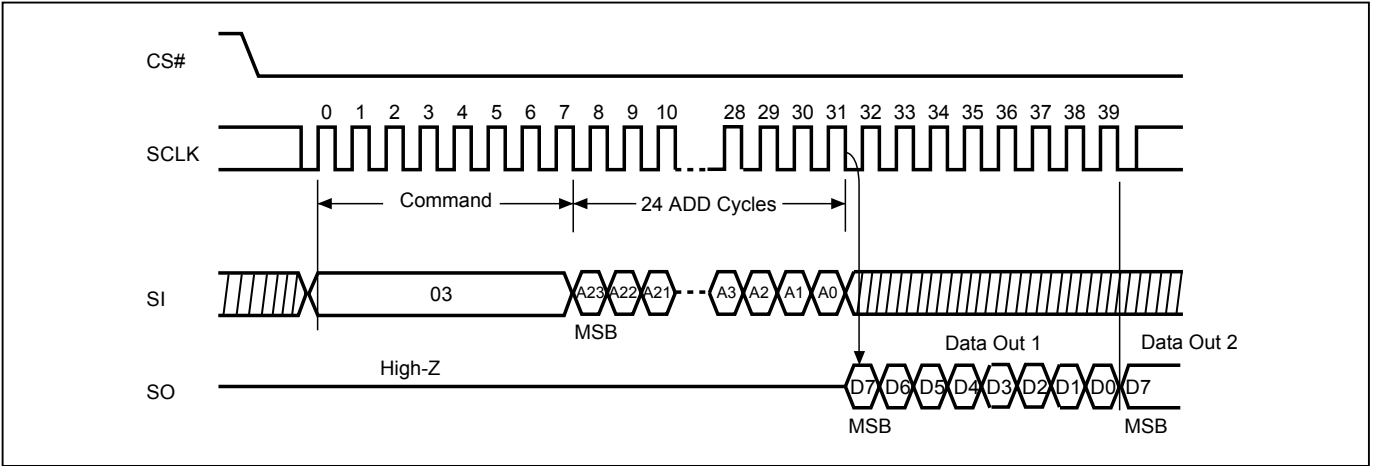 CS#
0 1 2 3 4 5 6 7 8 9 10 28 29 30 31 32 33 34 35 36 37 38 39
SCLK
Command 24 ADD Cycles
SI 03 A23 A22 A21 A3 A2 A1 A0
MSB
Data Out 1 Data Out 2
High-Z
SO D7 D6 D5 D4 D3 D2 D1 D0 D7
MSB MSB